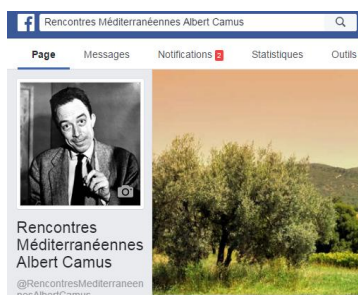 f Rencontres Méditerranéennes Albert Camus
Page Messages Notifications 2 Statistiques Outils
Rencontres
Méditerranéennes
Albert Camus
@RencontresMediterraneen
nesAlbertCamus